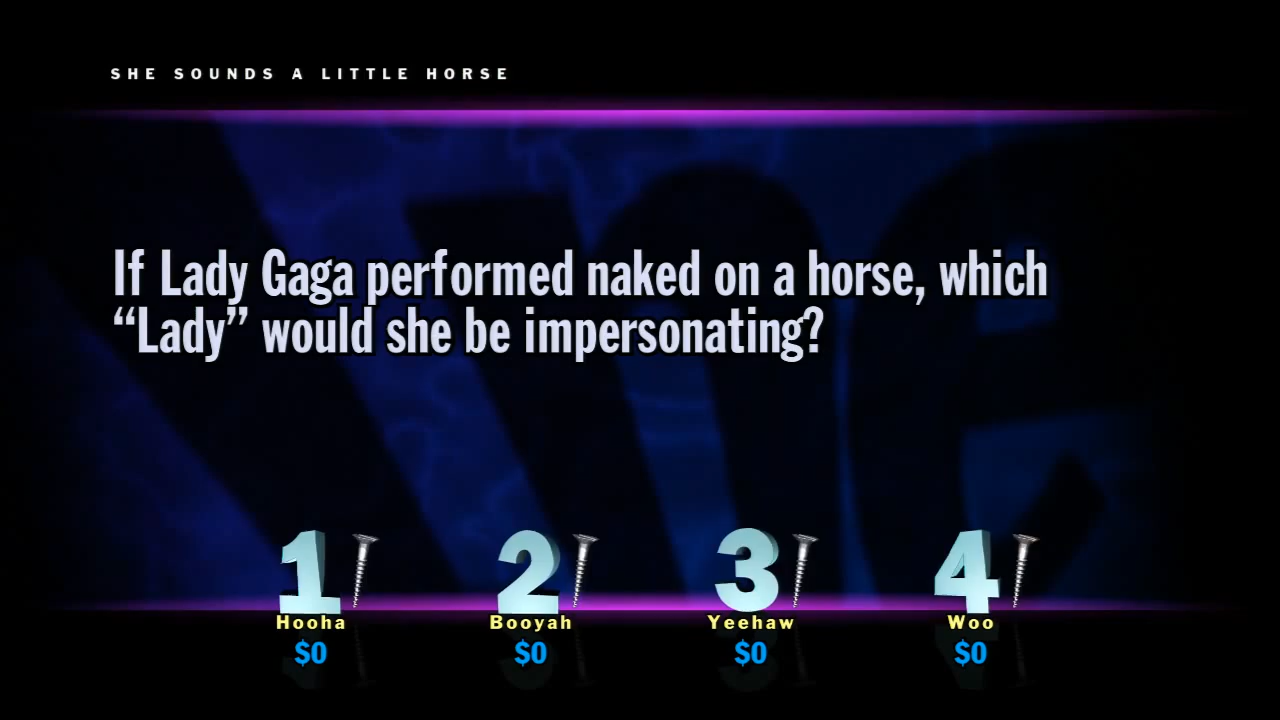 SHE SOUNDS A LITTLE HORSE
If Lady Gaga performed naked on a horse, which
“Lady” would she be impersonating?
1 2 3 4
Hooha Booyah Yeehaw Woo
$0 $0 $0 $0